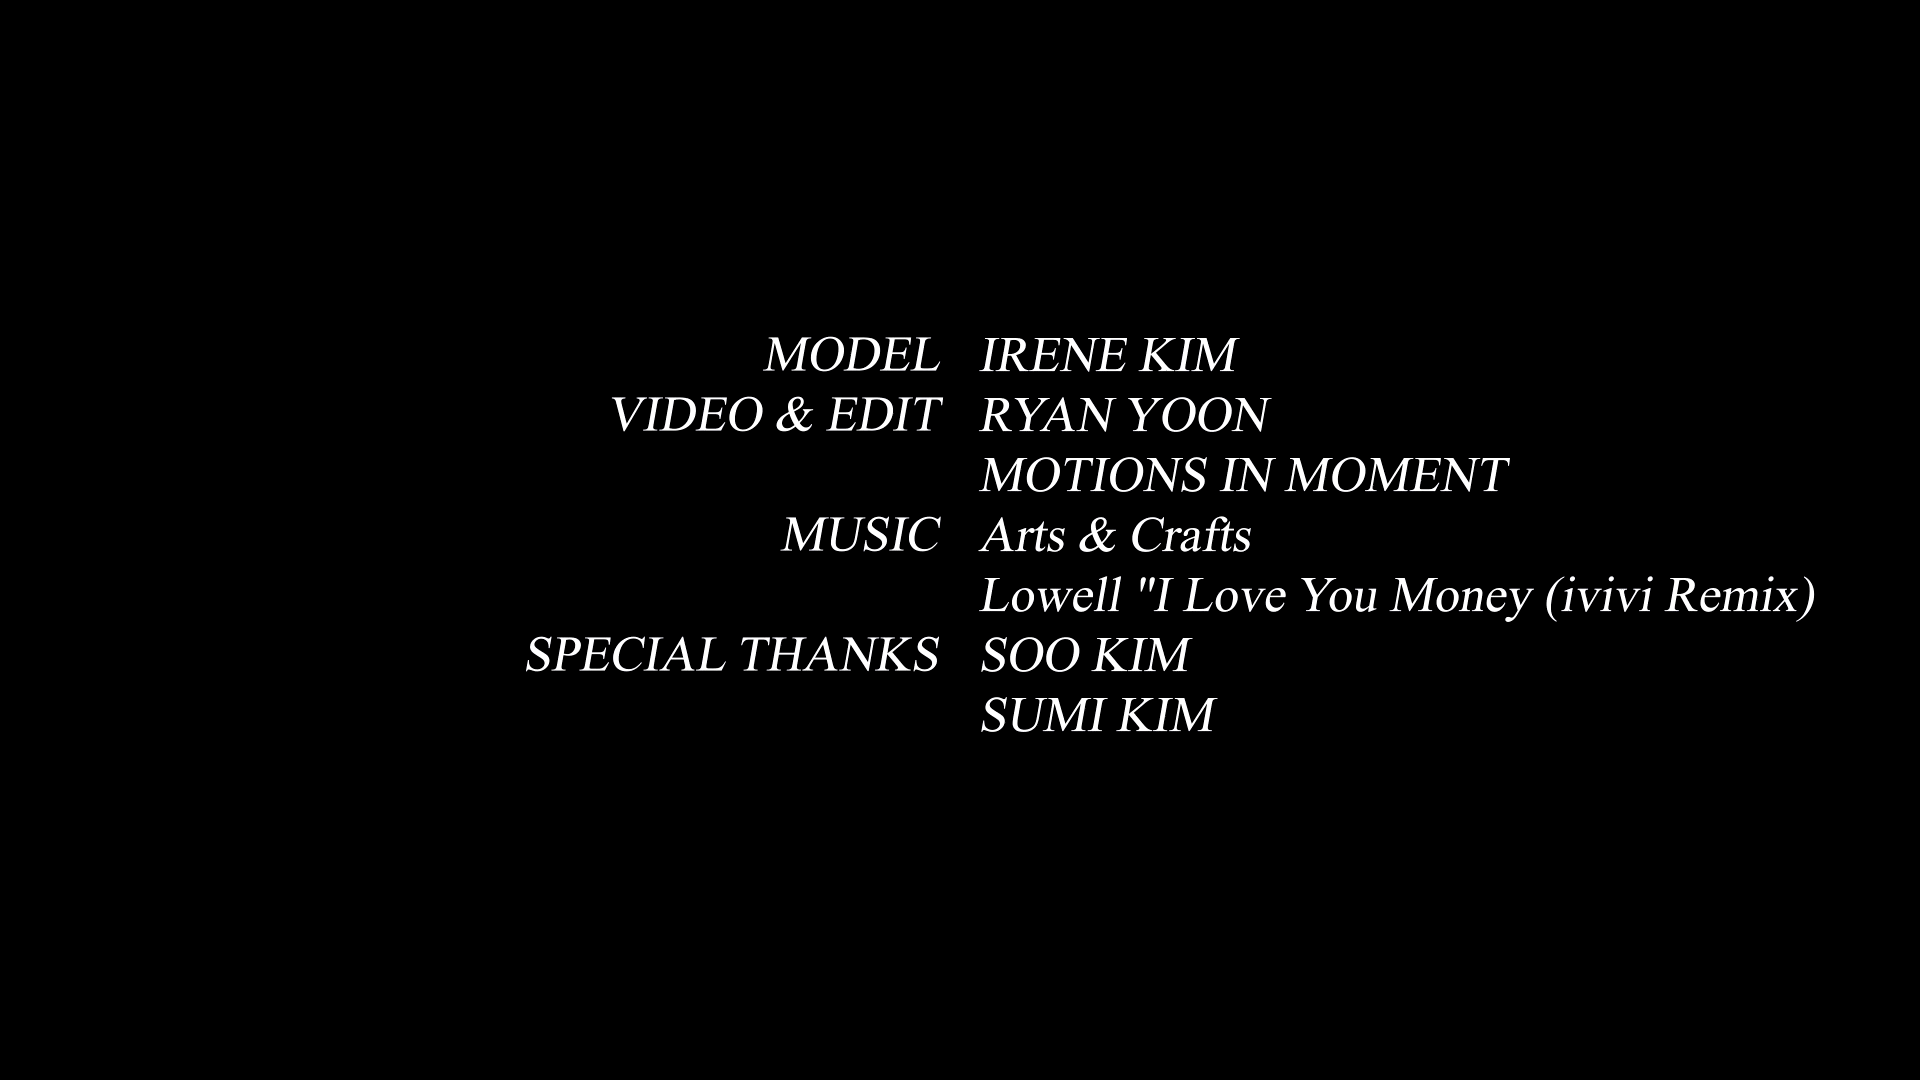 MODEL IRENE KIM
VIDEO & EDIT RYAN YOON
MOTIONS IN MOMENT
MUSIC Arts & Crafts
Lowell "I Love You Money (ivivi Remix)
SPECIAL THANKS SOO KIM
SUMI KIM